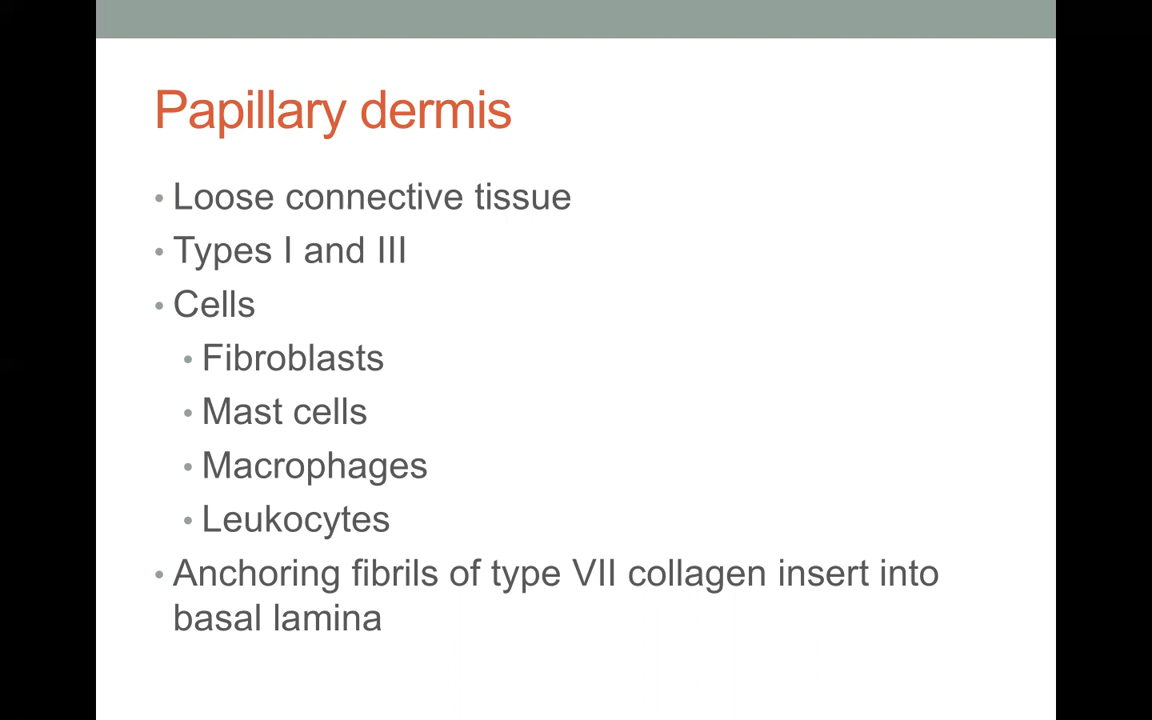 Papillary dermis
• Loose connective tissue
• Types I and III
• Cells
• Fibroblasts
• Mast cells
• Macrophages
• Leukocytes
• Anchoring fibrils of type VII collagen insert into
basal lamina